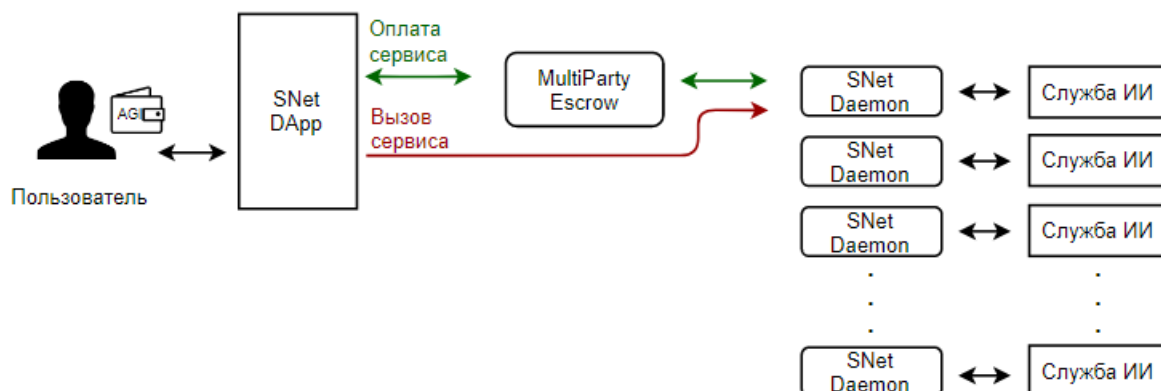 Оплата
сервиса
SNet
DApp
MultiParty
Escrow
Вызов
сервиса
AGI
Пользователь
SNet
Daemon
Служба ИИ
SNet
Daemon
Служба ИИ
SNet
Daemon
Служба ИИ
SNet
Daemon
Служба ИИ